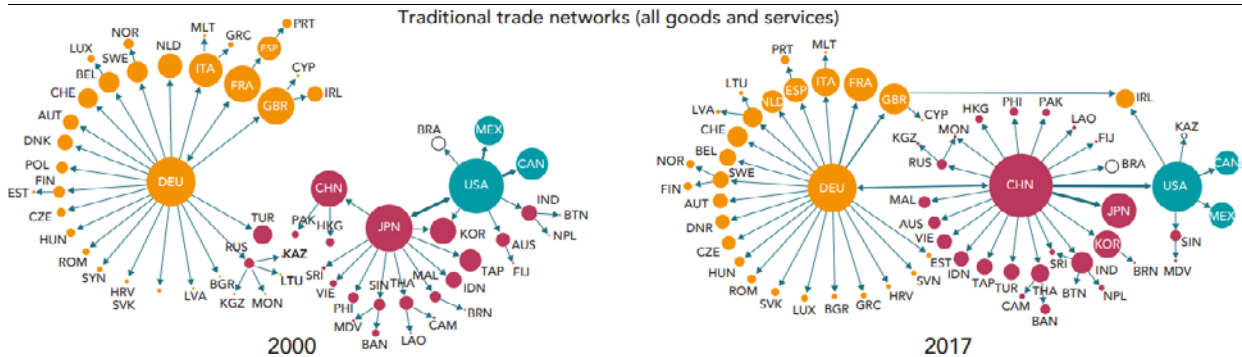 Traditional trade networks (all goods and services)
PRT
MLT
GRC
ESP
NOR
NLD
ITA
LUX
SWE
FRA
CYP
BEL
GBR
IRL
CHE
AUT
DNK
POL
FIN
EST
CZE
HUN
ROM
SYN
HRV
SVK
LVA
BGR
DEU
TUR
RUS
KAZ
LTU
KGZ
MON
BRA
MEX
CAN
USA
CHN
PAK
HKG
JPN
KOR
IND
BTN
NPL
AUS
FIJ
TAP
IDN
MAL
BRN
SRI
VIE
PHI
SIN
THA
MDV
BAN
LAO
CAM
2000
MLT
PRT
ITA
FRA
ESP
NLD
GBR
LTU
LVA
CYP
CHE
BEL
NOR
SWE
FIN
AUT
DNR
CZE
HUN
ROM
SVK
LUX
BGR
GRC
HRV
SVN
EST
DEU
IRL
HKG
PHI
PAK
LAO
FIJ
MON
KGZ
RUS
BRA
KAZ
CHN
USA
CAN
MEX
MAL
AUS
VIE
IDN
TAP
TUR
JPN
KOR
SIN
MDV
BRN
SRI
IND
THA
BTN
NPL
CAM
BAN
2017